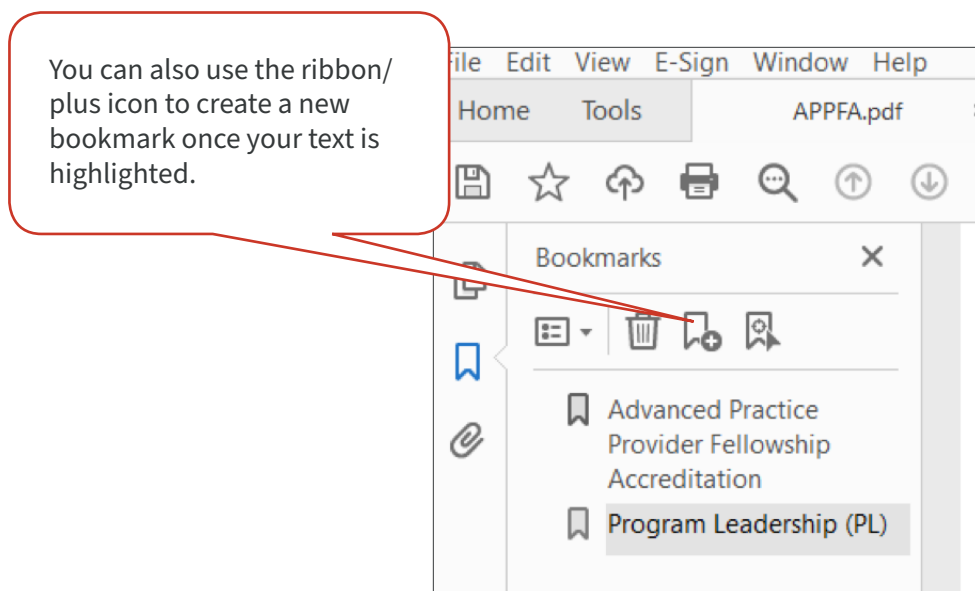 You can also use the ribbon/
plus icon to create a new
bookmark once your text is
highlighted.
File Edit View E-Sign Window Help
Home Tools APPFA.pdf
Bookmarks
Advanced Practice
Provider Fellowship
Accreditation
Program Leadership (PL)